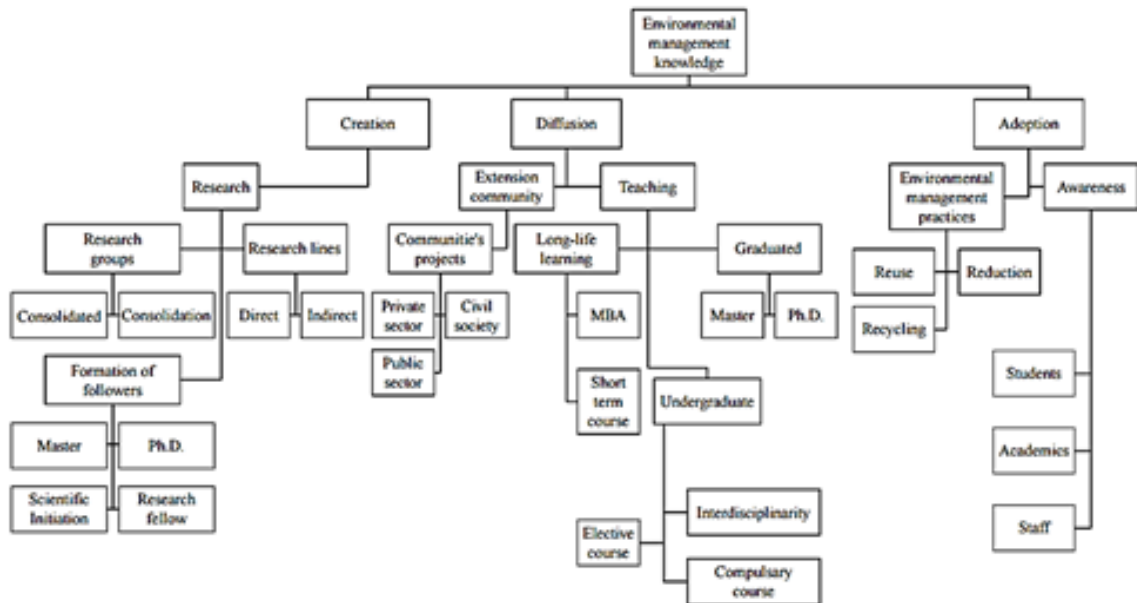 Environmental
management
knowledge
Creation
Diffusion
Adoption
Research
Extension
community
Teaching
Environmental
management
practices
Awareness
Research
groups
Research lines
Communitie's
projects
Long-life
learning
Graduated
Reuse
Reduction
Consolidated
Consolidation
Direct
Indirect
Private
sector
Civil
society
MBA
Master
Ph.D.
Recycling
Formation of
followers
Public
sector
Short
term
course
Undergraduate
Students
Master
Ph.D.
Academics
Scientific
Initiation
Research
fellow
Interdisciplinarity
Elective
course
Staff
Compulsary
course